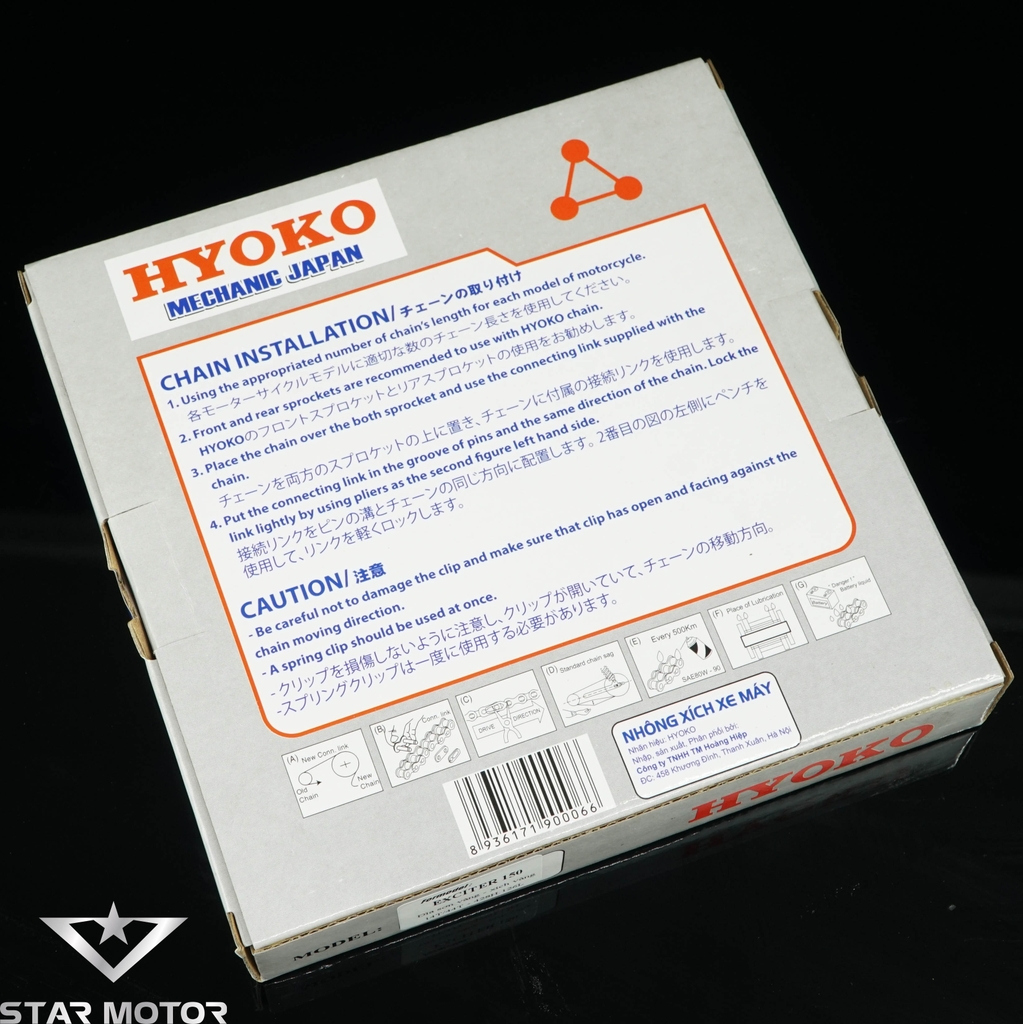 HYOKO
MECHANIC JAPAN
CHAIN INSTALLATION/ チェーンの取り付け
1. Using the appropriated number of chain's length for each model of motorcycle.
各モーターサイクルモデルに適切な数のチェーン長さを使用してください。
2. Front and rear sprockets are recommended to use with HYOKO chain.
HYOKOのフロントスプロケットとリアスプロケットの使用をお勧めします。
3. Place the chain over the both sprocket and use the connecting link supplied with the
chain.
チェーンを両方のスプロケットの上に置き、チェーンに付属の接続リンクを使用します。
4. Put the connecting link in the groove of pins and the same direction of the chain. Lock the
link lightly by using pliers as the second figure left hand side.
接続リンクをピンの溝とチェーンの同じ方向に配置します。2番目の図の左側にペンチを
使用して、リンクを軽くロックします。
CAUTION/ 注意
- Be careful not to damage the clip and make sure that clip has open and facing against the
chain moving direction.
- A spring clip should be used at once.
- クリップを損傷しないように注意し、クリップが開いていて、チェーンの移動方向。
-スプリングクリップは一度に使用する必要があります。
(A) New Conn. link
Old Chain
New Chain
(B) Conn. link
(C)
DRIVE DIRECTION
(D) Standard chain sag
(E) Every 500Km
SAE80W - 90
(F) Place of Lubrication
(G) "Danger!"
Battery liquid
NHÔNG XÍCH XE MÁY
Nhãn hiệu: HYOKO
Nhập, sản xuất, Phân phối bởi:
Công ty TNHH TM Hoàng Hiệp
ĐC: 458 Khương Đình, Thanh Xuân, Hà Nội
8 936171 900066
HYOKO
MODEL:
formodel:
EXCITER 150
STAR MOTOR